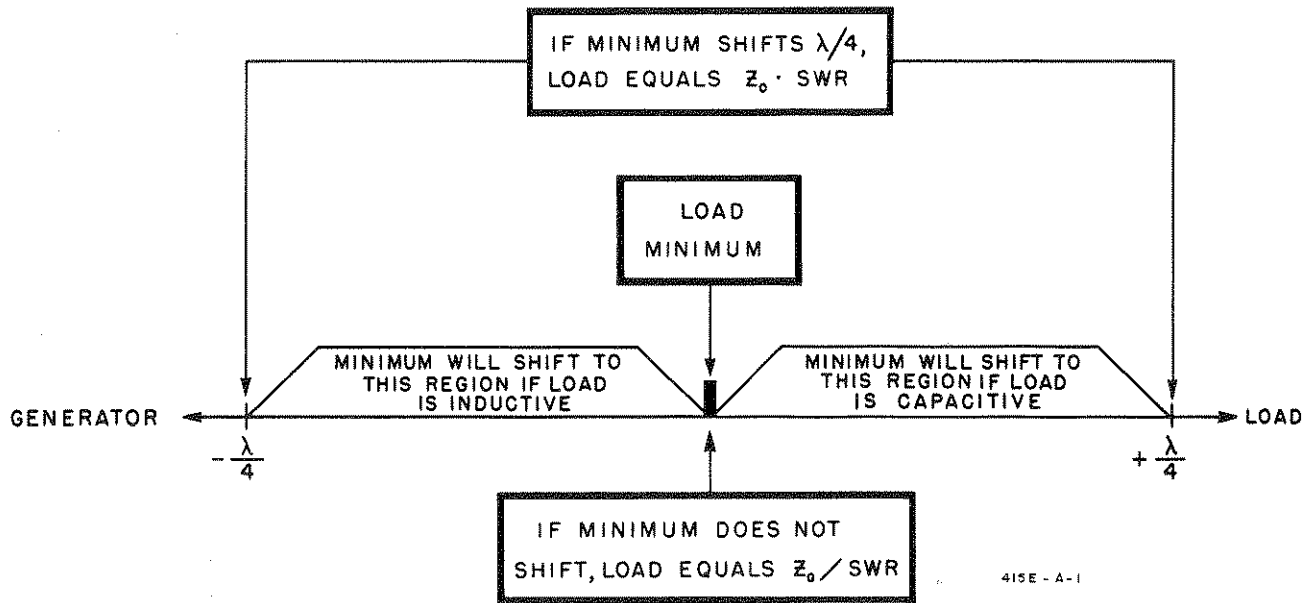 IF MINIMUM SHIFTS λ/4,
LOAD EQUALS Z₀ · SWR
LOAD
MINIMUM
MINIMUM WILL SHIFT TO
THIS REGION IF LOAD
IS INDUCTIVE
MINIMUM WILL SHIFT TO
THIS REGION IF LOAD
IS CAPACITIVE
GENERATOR
LOAD
- λ/4
+ λ/4
IF MINIMUM DOES NOT
SHIFT, LOAD EQUALS Z₀/SWR
415E-A-1